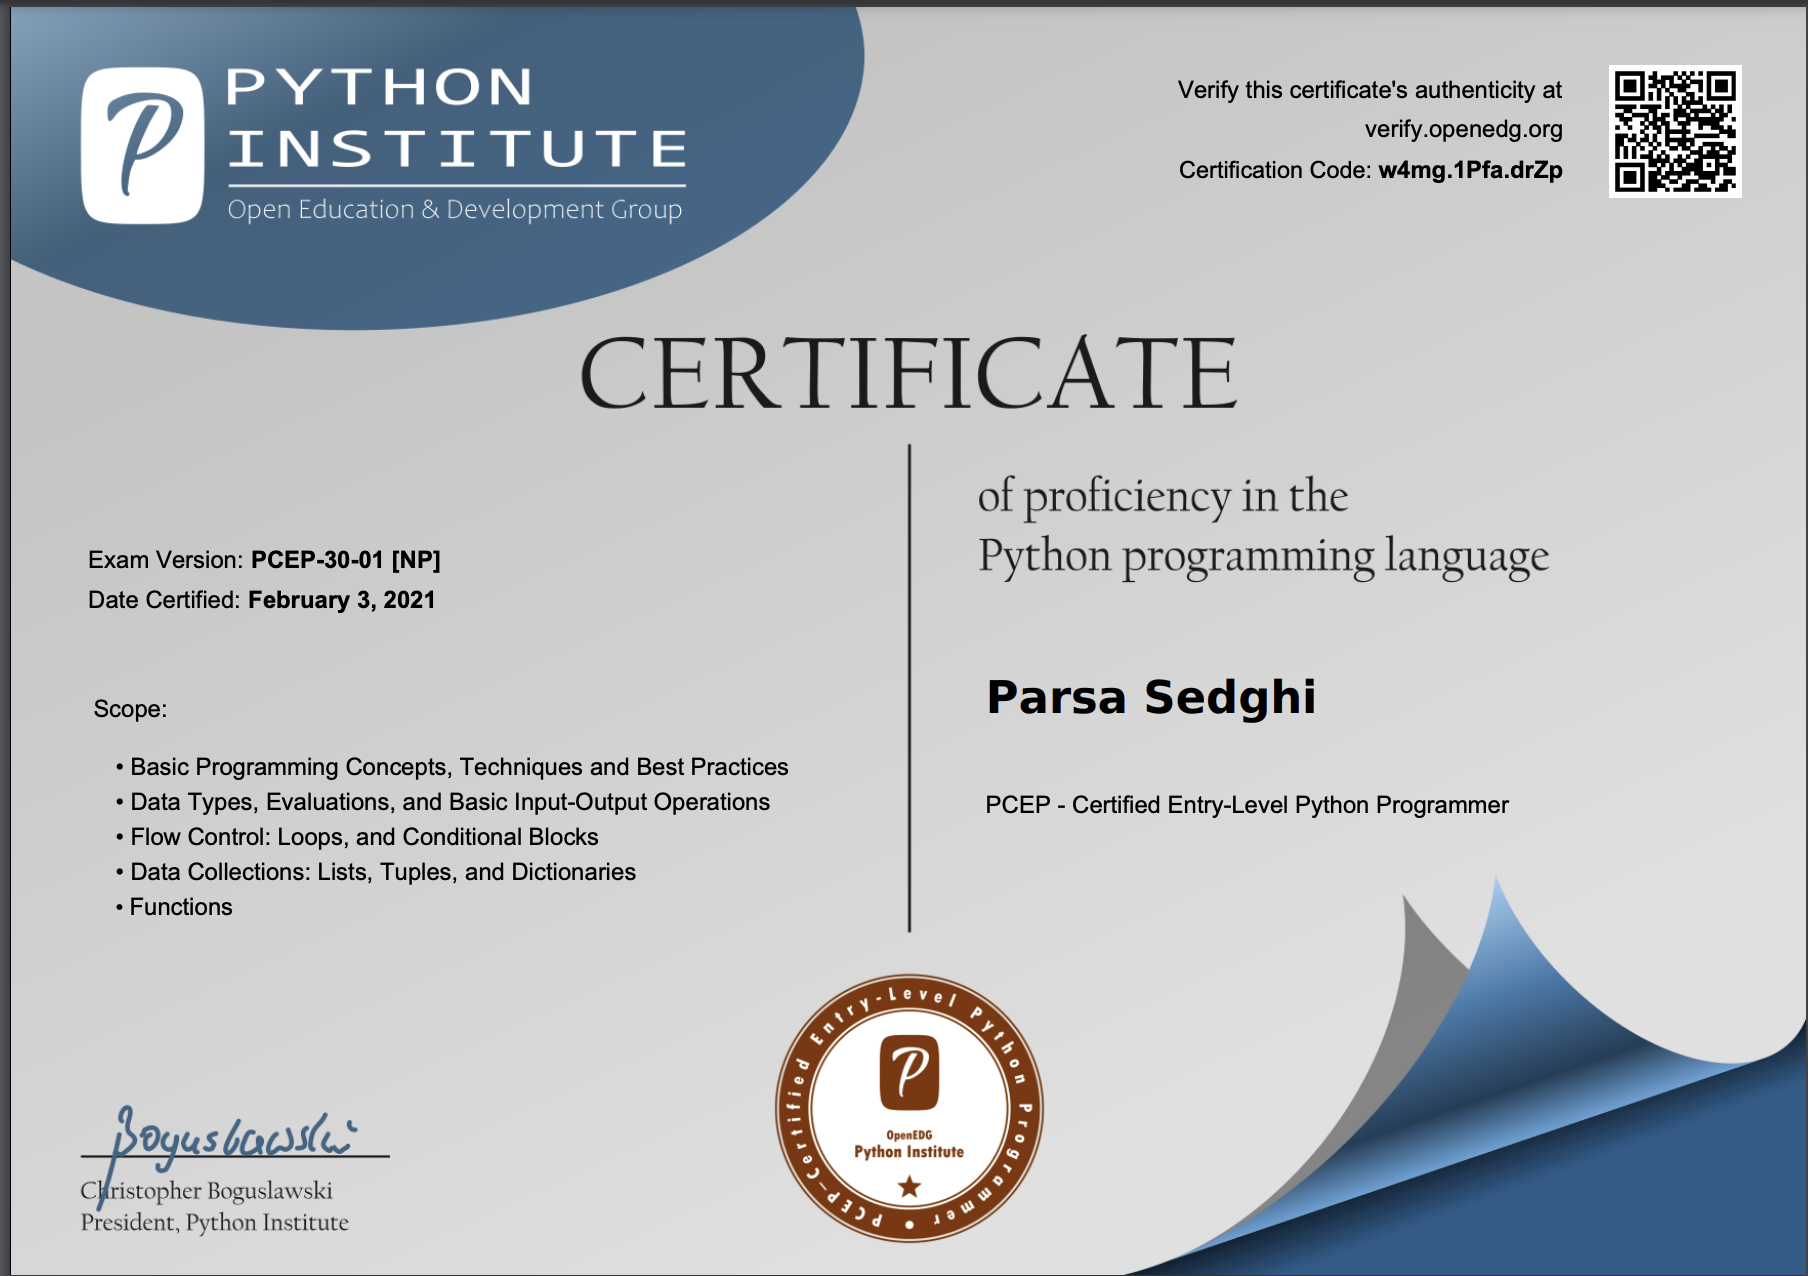 PYTHON
INSTITUTE
Open Education & Development Group
Verify this certificate's authenticity at
verify.openedg.org
Certification Code: w4mg.1Pfa.drZp
CERTIFICATE
of proficiency in the
Python programming language
Exam Version: PCEP-30-01 [NP]
Date Certified: February 3, 2021
Scope:
• Basic Programming Concepts, Techniques and Best Practices
• Data Types, Evaluations, and Basic Input-Output Operations
• Flow Control: Loops, and Conditional Blocks
• Data Collections: Lists, Tuples, and Dictionaries
• Functions
Parsa Sedghi
PCEP - Certified Entry-Level Python Programmer
PCEP-Certified Entry-Level Python Programmer •
P
OpenEDG
Python Institute
Boguslawski
Christopher Boguslawski
President, Python Institute